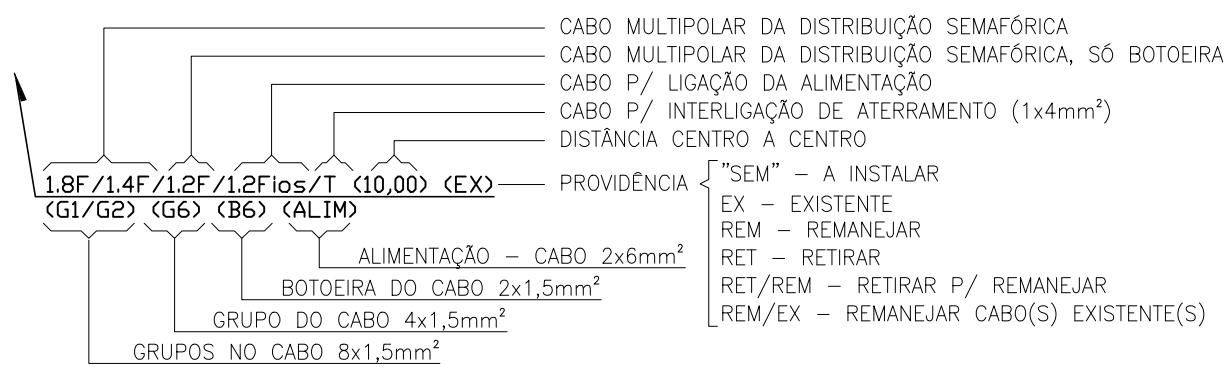 CABO MULTIPOLAR DA DISTRIBUIÇÃO SEMAFÓRICA
CABO MULTIPOLAR DA DISTRIBUIÇÃO SEMAFÓRICA, SÓ BOTOEIRA
CABO P/ LIGAÇÃO DA ALIMENTAÇÃO
CABO P/ INTERLIGAÇÃO DE ATERRAMENTO (1x4mm²)
DISTÂNCIA CENTRO A CENTRO
1.8F/1.4F/1.2F/1.2Fios/T (10,00) (EX)
(G1/G2) (G6) (B6) (ALIM)
PROVIDÊNCIA
"SEM" – A INSTALAR
EX – EXISTENTE
REM – REMANEJAR
RET – RETIRAR
RET/REM – RETIRAR P/ REMANEJAR
REM/EX – REMANEJAR CABO(S) EXISTENTE(S)
ALIMENTAÇÃO – CABO 2x6mm²
BOTOEIRA DO CABO 2x1,5mm²
GRUPO DO CABO 4x1,5mm²
GRUPOS NO CABO 8x1,5mm²